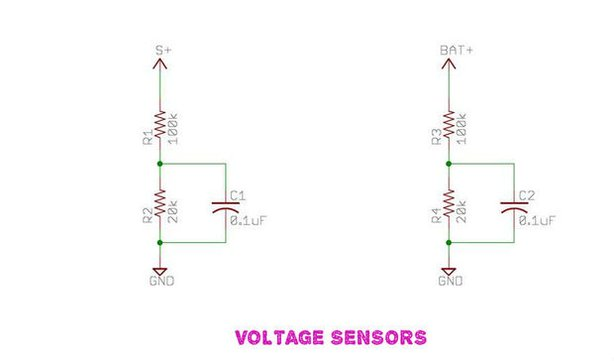 S+
BAT+
R1
100k
R3
100k
R2
20k
C1
0.1uF
R4
20k
C2
0.1uF
GND
GND
VOLTAGE SENSORS